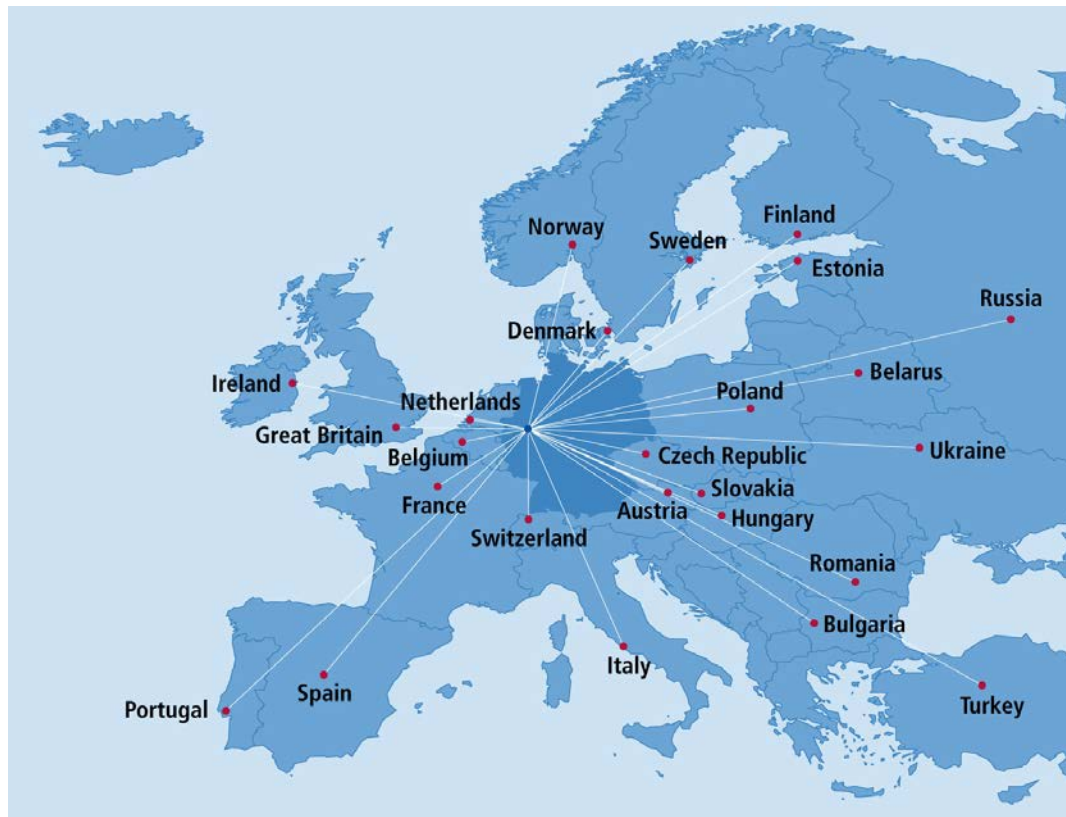 Norway
Sweden
Finland
Estonia
Russia
Denmark
Ireland
Belarus
Netherlands
Poland
Great Britain
Belgium
Czech Republic
Ukraine
France
Austria
Slovakia
Hungary
Switzerland
Romania
Bulgaria
Italy
Spain
Portugal
Turkey